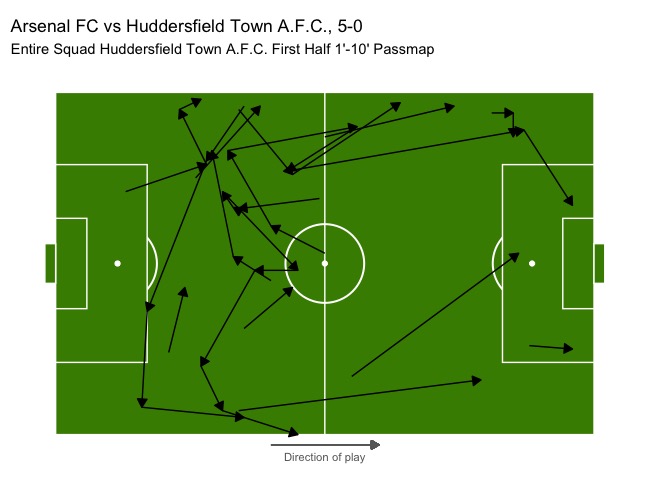 Arsenal FC vs Huddersfield Town A.F.C., 5-0
Entire Squad Huddersfield Town A.F.C. First Half 1'-10' Passmap
Direction of play